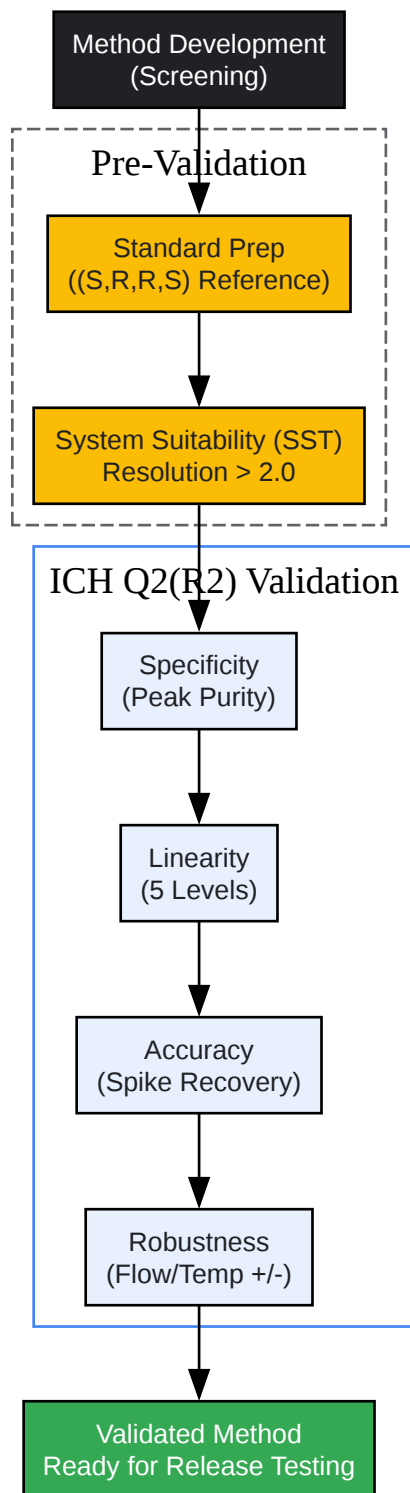 Method Development
(Screening)
Pre-Validation
Standard Prep
((S,R,R,S) Reference)
System Suitability (SST)
Resolution > 2.0
ICH Q2(R2) Validation
Specificity
(Peak Purity)
Linearity
(5 Levels)
Accuracy
(Spike Recovery)
Robustness
(Flow/Temp +/-)
Validated Method
Ready for Release Testing